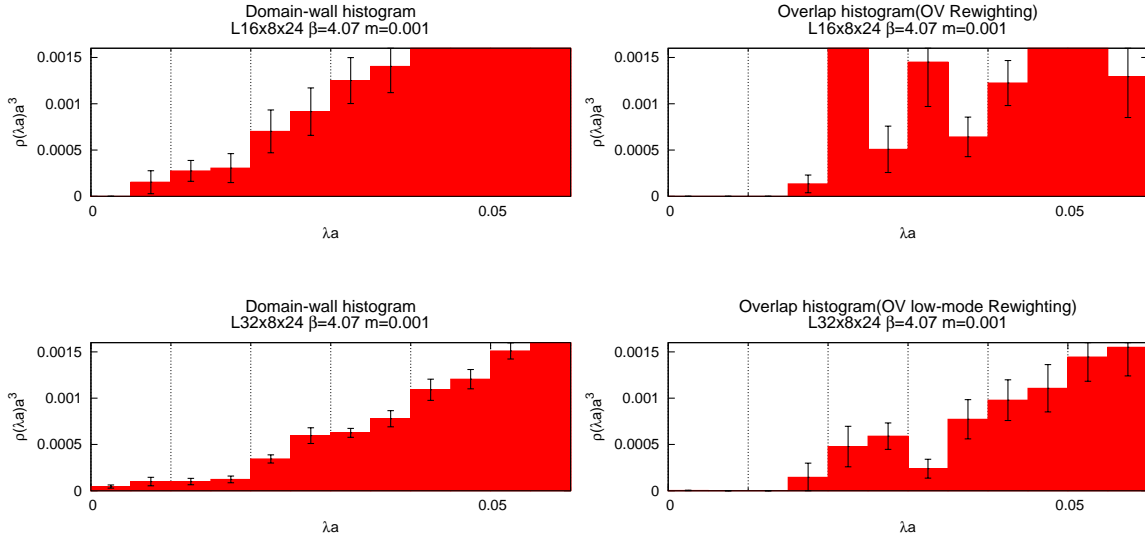 Domain-wall histogram
L16x8x24 β=4.07 m=0.001
ρ(λa)a³
0.0015
0.001
0.0005
0
0
0.05
λa
Overlap histogram(OV Rewighting)
L16x8x24 β=4.07 m=0.001
ρ(λa)a³
0.0015
0.001
0.0005
0
0
0.05
λa
Domain-wall histogram
L32x8x24 β=4.07 m=0.001
ρ(λa)a³
0.0015
0.001
0.0005
0
0
0.05
λa
Overlap histogram(OV low-mode Rewighting)
L32x8x24 β=4.07 m=0.001
ρ(λa)a³
0.0015
0.001
0.0005
0
0
0.05
λa